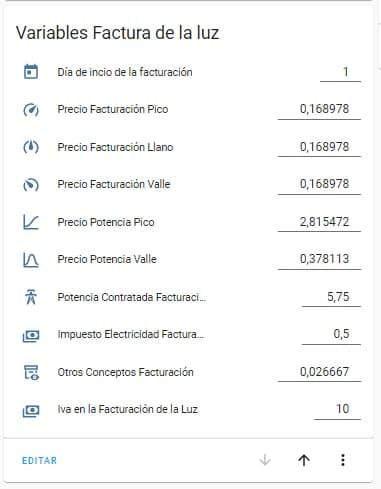 Variables Factura de la luz
Día de incio de la facturación 1
Precio Facturación Pico 0,168978
Precio Facturación Llano 0,168978
Precio Facturación Valle 0,168978
Precio Potencia Pico 2,815472
Precio Potencia Valle 0,378113
Potencia Contratada Facturaci... 5,75
Impuesto Electricidad Factura... 0,5
Otros Conceptos Facturación 0,026667
Iva en la Facturación de la Luz 10
EDITAR